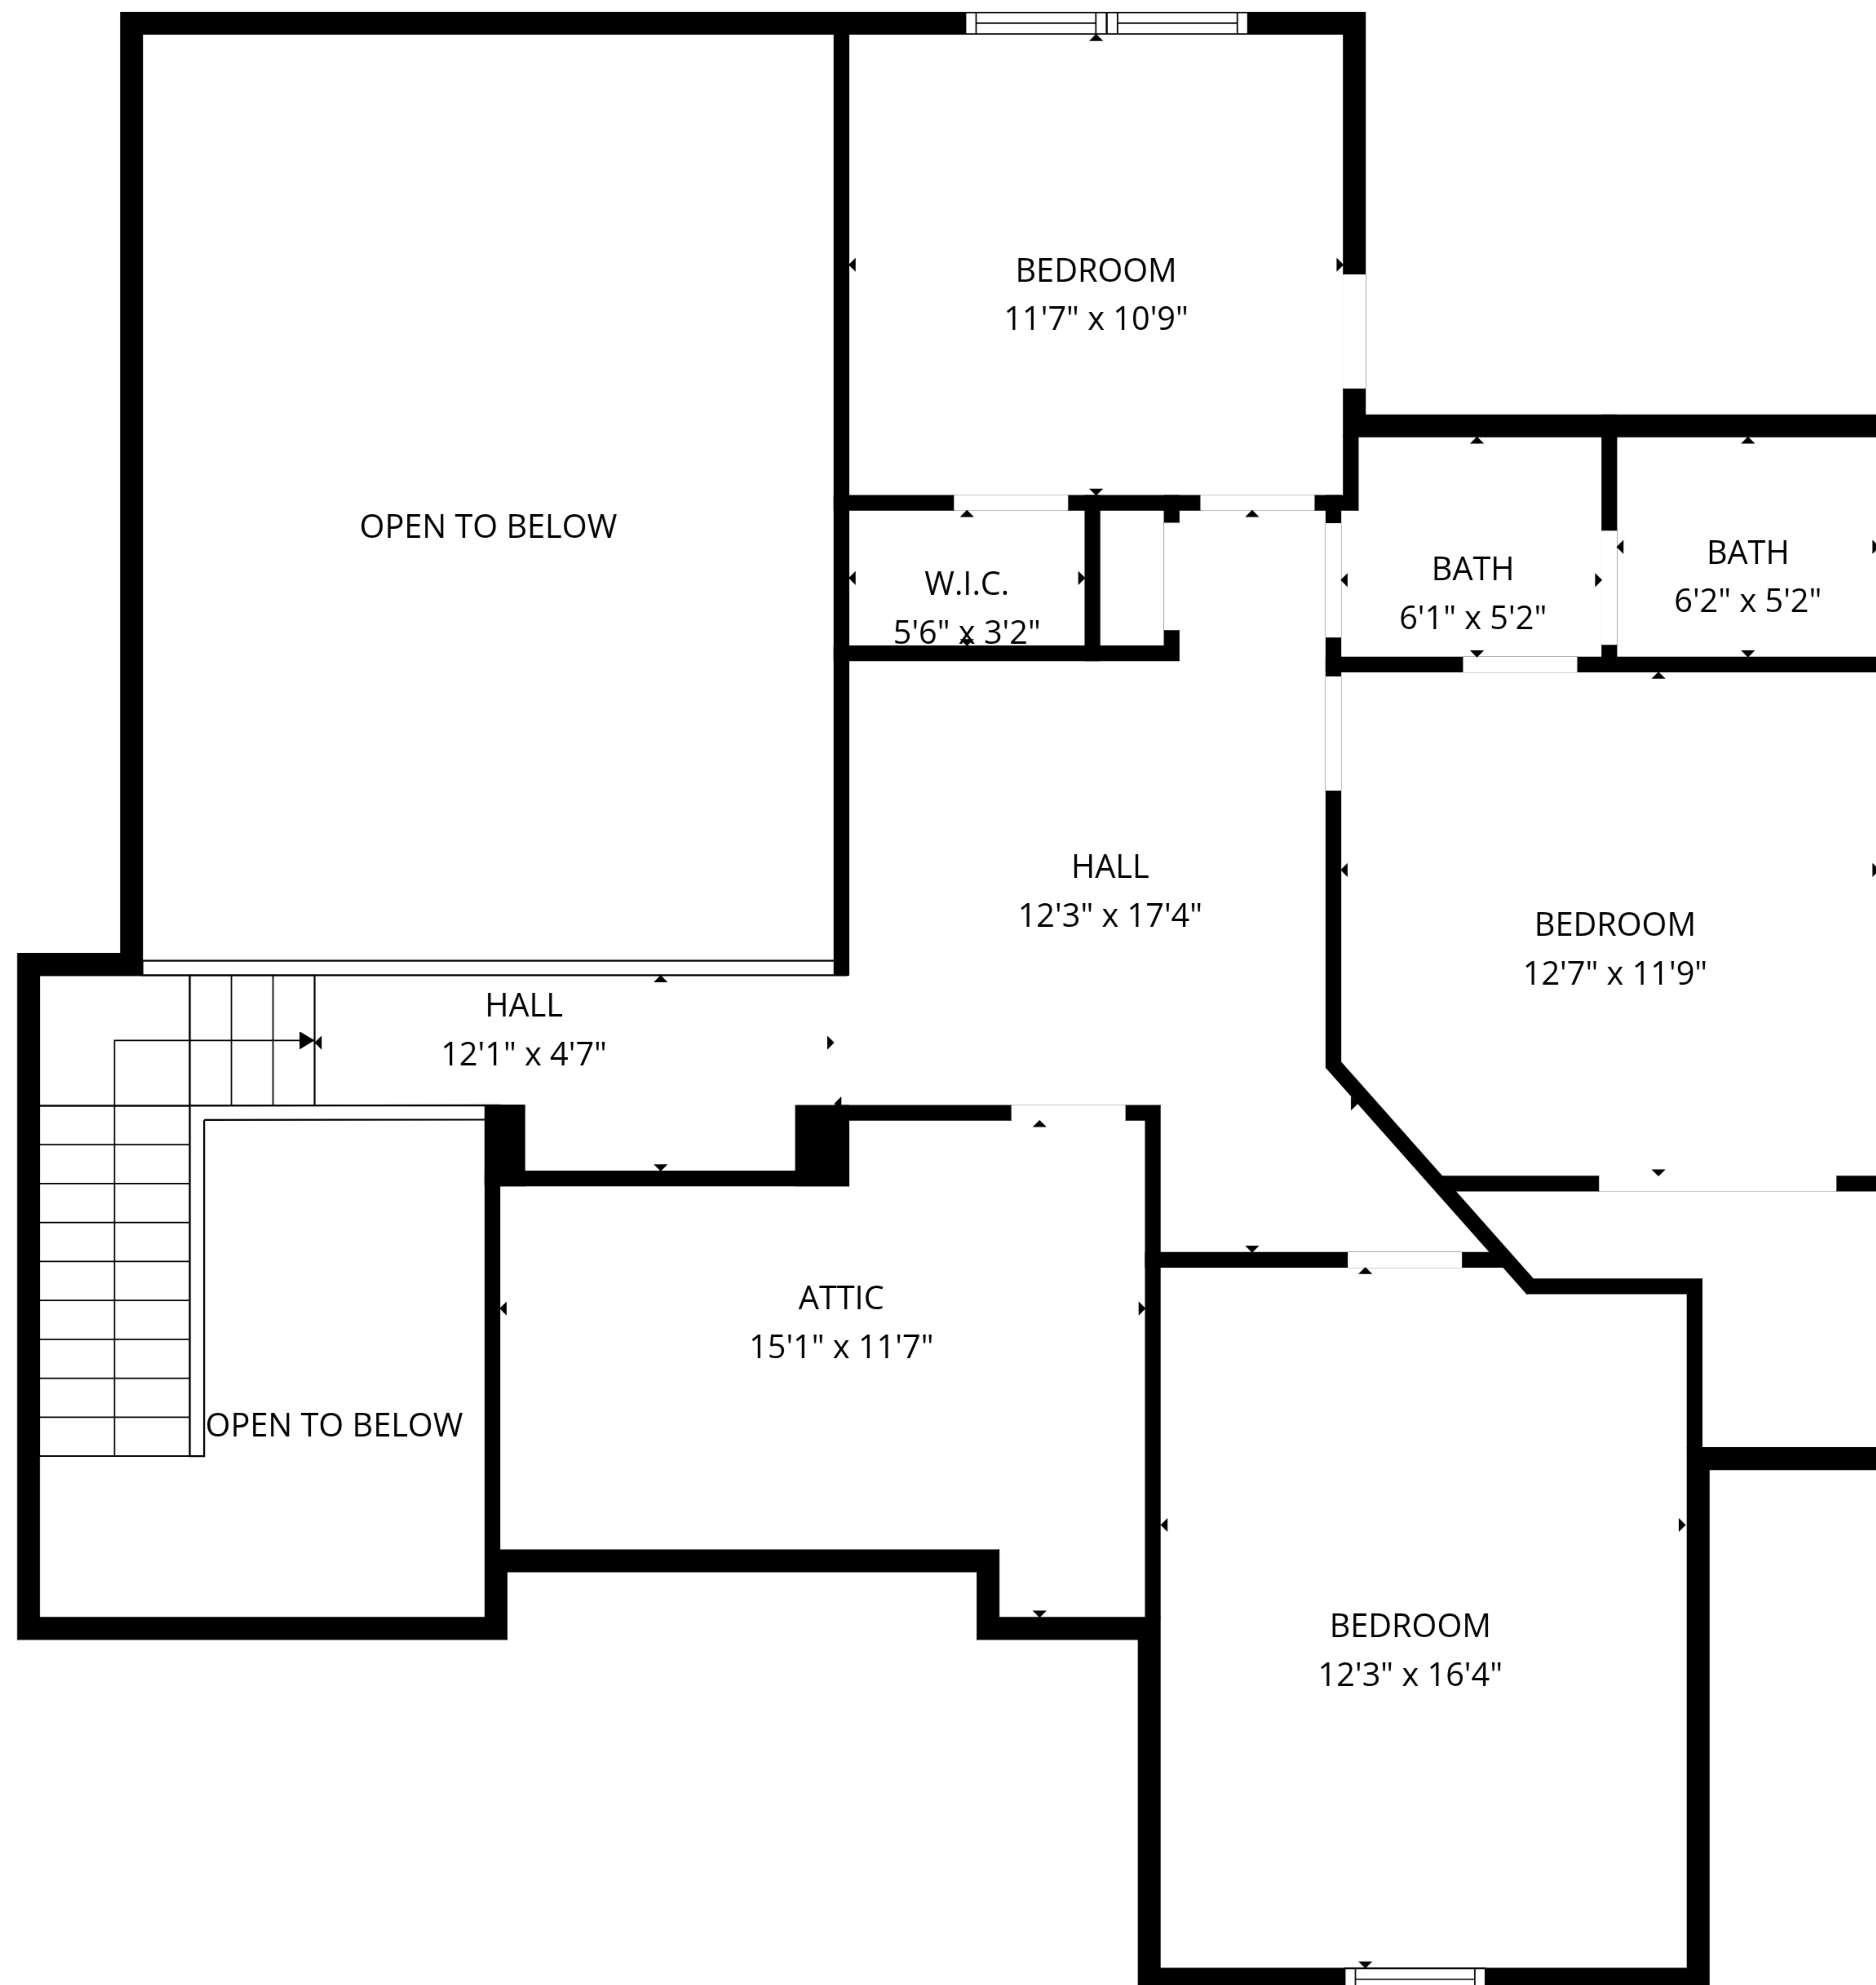 BEDROOM
11'7" x 10'9"
OPEN TO BELOW
W.I.C.
5'6" x 3'2"
BATH
6'1" x 5'2"
BATH
6'2" x 5'2"
HALL
12'3" x 17'4"
BEDROOM
12'7" x 11'9"
HALL
12'1" x 4'7"
ATTIC
15'1" x 11'7"
OPEN TO BELOW
BEDROOM
12'3" x 16'4"